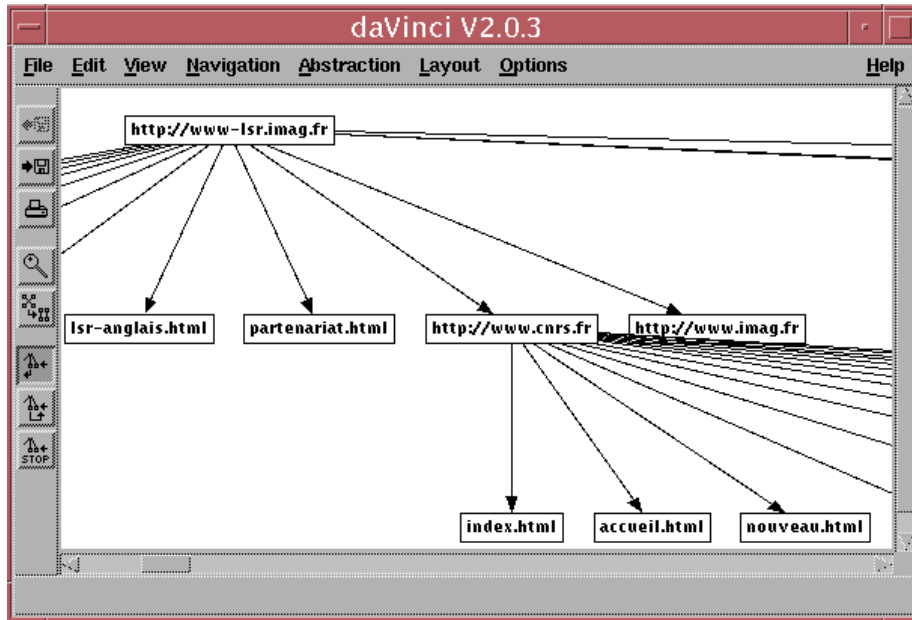 daVinci V2.0.3
File Edit View Navigation Abstraction Layout Options Help
http://www-lsr.imag.fr
lsr-anglais.html partenariat.html http://www.cnrs.fr http://www.imag.fr
STOP
index.html accueil.html nouveau.html